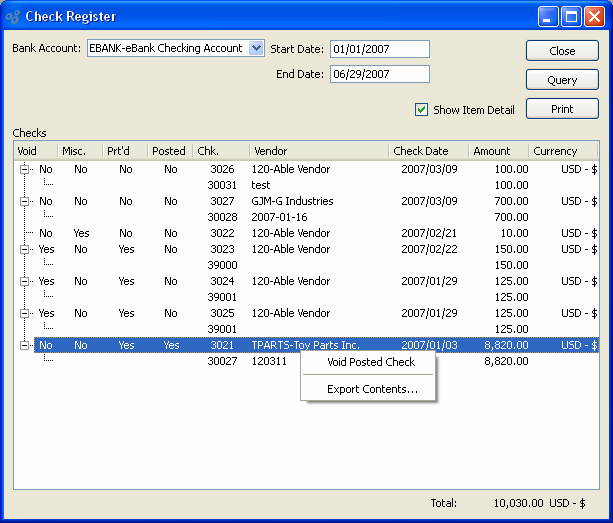 Check Register
Bank Account: EBANK-eBank Checking Account Start Date: 01/01/2007 Close
End Date: 06/29/2007 Query
Show Item Detail Print
Checks
Void Misc. Prt'd Posted Chk. Vendor Check Date Amount Currency
No No No No 3026 120-Able Vendor 2007/03/09 100.00 USD - $
30031 test 100.00
No No No No 3027 GJM-G Industries 2007/03/09 700.00 USD - $
30028 2007-01-16 700.00
No Yes No No 3022 120-Able Vendor 2007/02/21 10.00 USD - $
Yes No Yes No 3023 120-Able Vendor 2007/02/22 150.00 USD - $
39000 150.00
Yes No Yes No 3024 120-Able Vendor 2007/01/29 125.00 USD - $
39001 125.00
Yes No Yes No 3025 120-Able Vendor 2007/01/29 125.00 USD - $
39001 125.00
No No Yes Yes 3021 TPARTS-Toy Parts Inc. 2007/01/03 8,820.00 USD - $
30027 120311 8,820.00
Void Posted Check
Export Contents...
Total: 10,030.00 USD - $